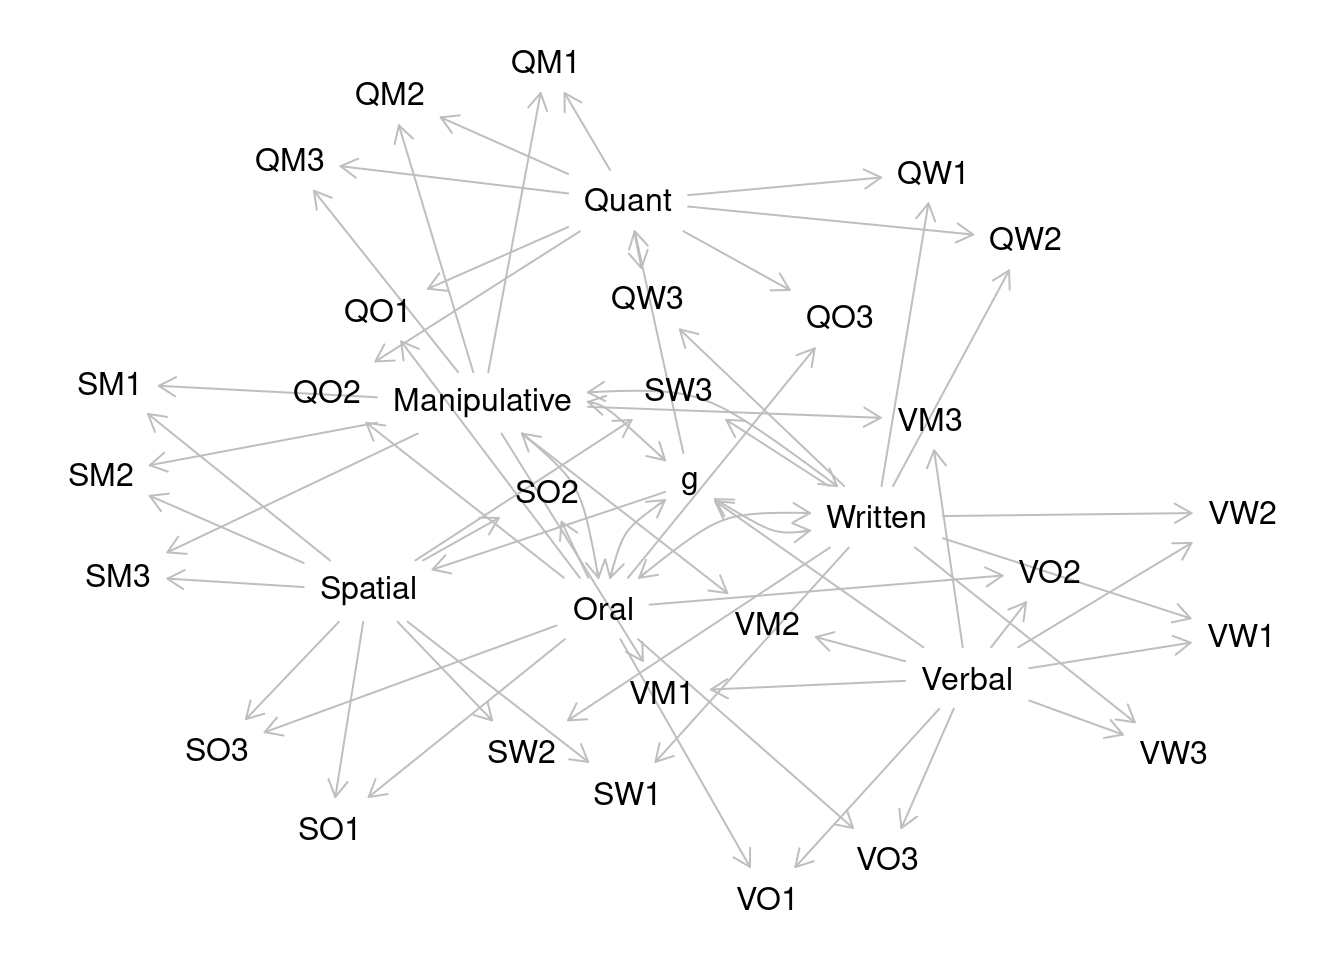 QM1
QM2
QM3
QW1
Quant
QW2
QW3
QO1
QO3
SM1
QO2
SW3
Manipulative
VM3
SM2
g
SO2
VW2
Written
VO2
SM3
Spatial
Oral
VM2
VW1
Verbal
VM1
SO3
SW2
VW3
SW1
SO1
VO3
VO1